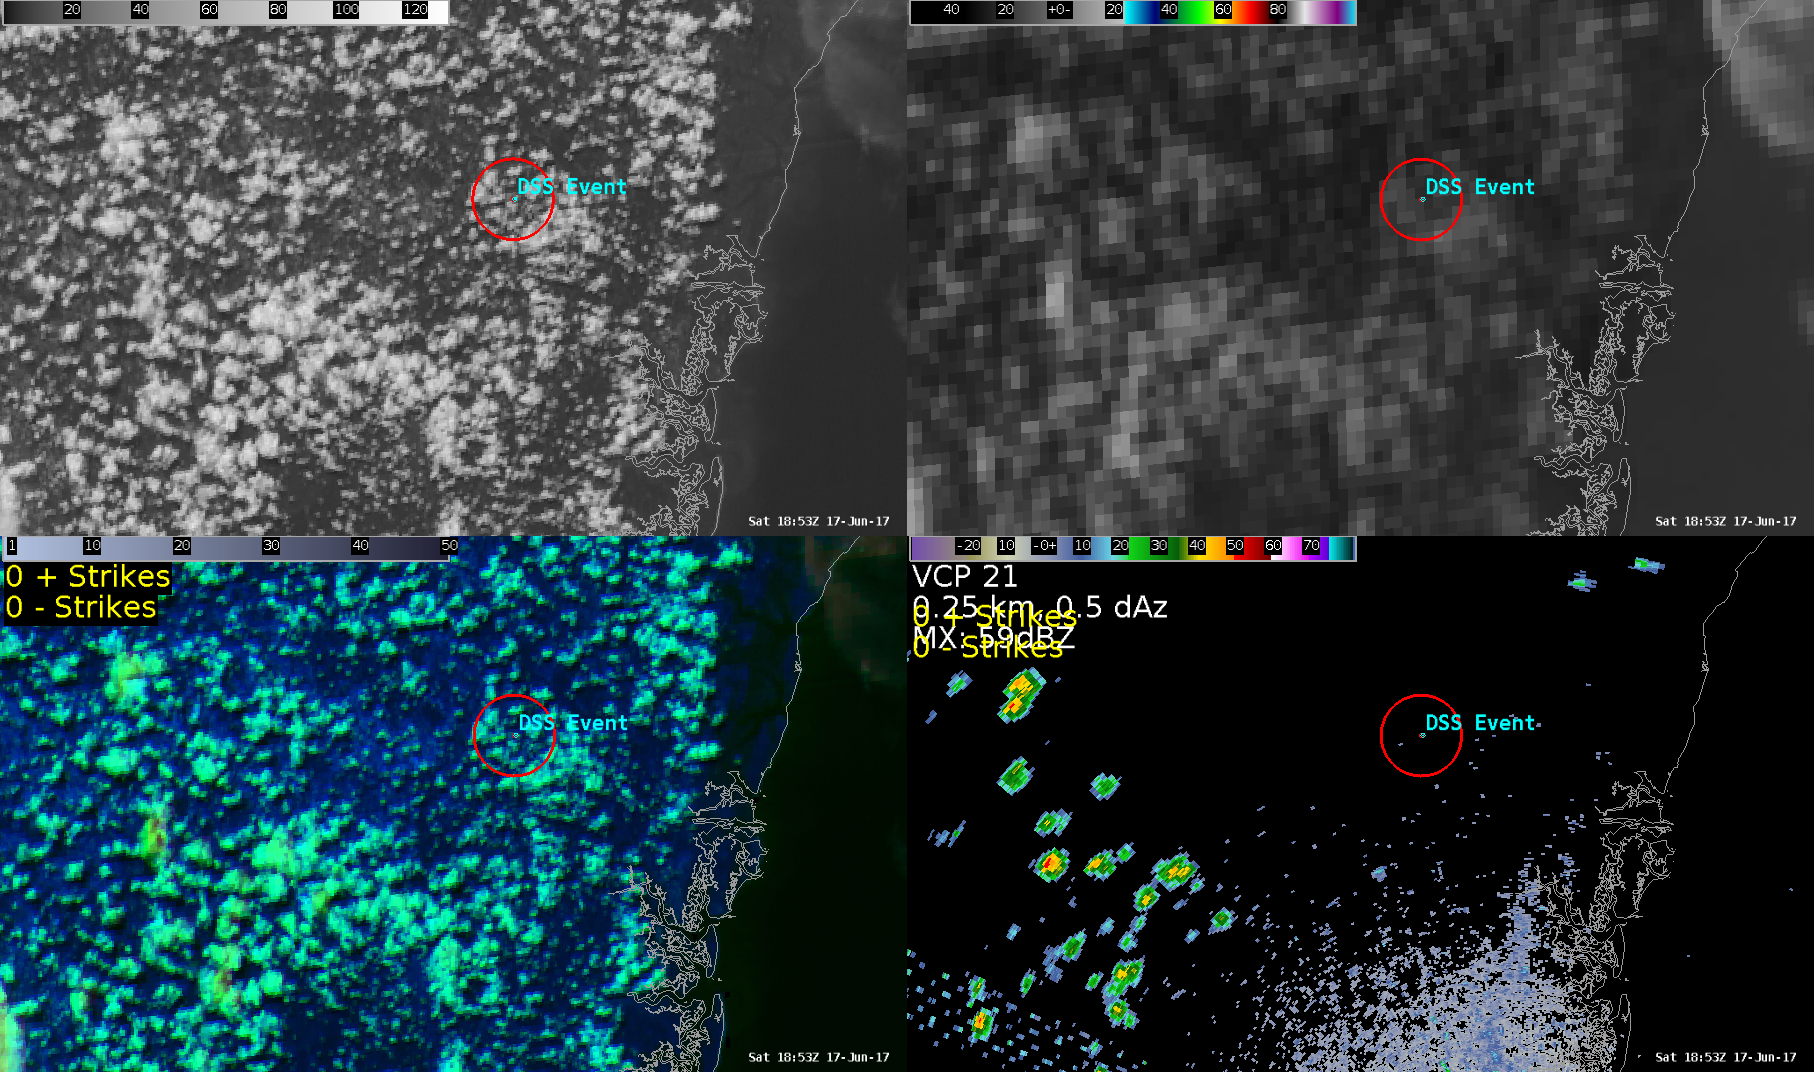 20 40 60 80 100 120
DSS Event
Sat 18:53Z 17-Jun-17
40 20 +0- 20 40 60 80
DSS Event
Sat 18:53Z 17-Jun-17
1 10 20 30 40 50
0 + Strikes
0 - Strikes
DSS Event
Sat 18:53Z 17-Jun-17
-20 10 -0+ 10 20 30 40 50 60 70
VCP 21
0.25 km, 0.5 dAz
0 + Strikes
MX: 59dBZ
0 - Strikes
DSS Event
Sat 18:53Z 17-Jun-17